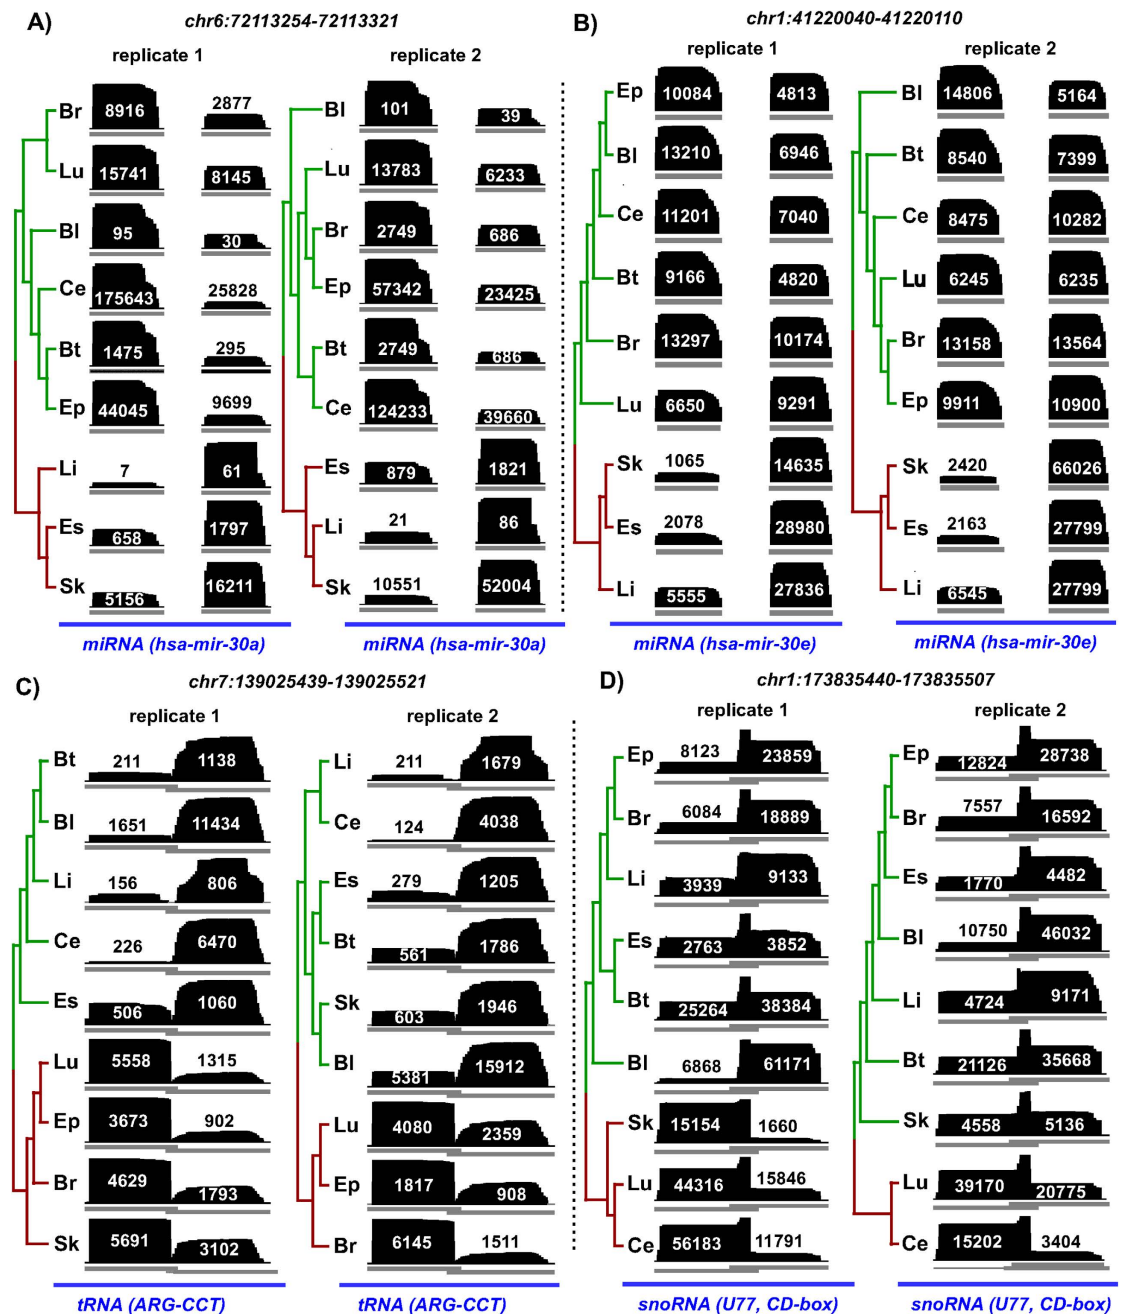 A)
chr6:72113254-72113321
replicate 1
replicate 2
Br 8916 2877
Lu 15741 8145
Bl 95 30
Ce 175643 25828
Bt 1475 295
Ep 44045 9699
Li 7 61
Es 658 1797
Sk 5156 16211
miRNA (hsa-mir-30a)
Bl 101 39
Lu 13783 6233
Br 2749 686
Ep 57342 23425
Bt 2749 686
Ce 124233 39660
Es 879 1821
Li 21 86
Sk 10551 52004
miRNA (hsa-mir-30a)
B)
chr1:41220040-41220110
replicate 1
replicate 2
Ep 10084 4813
Bl 13210 6946
Ce 11201 7040
Bt 9166 4820
Br 13297 10174
Lu 6650 9291
Sk 1065 14635
Es 2078 28980
Li 5555 27836
miRNA (hsa-mir-30e)
Bl 14806 5164
Bt 8540 7399
Ce 8475 10282
Lu 6245 6235
Br 13158 13564
Ep 9911 10900
Sk 2420 66026
Es 2163 27799
Li 6545 27799
miRNA (hsa-mir-30e)
C)
chr7:139025439-139025521
replicate 1
replicate 2
Bt 211 1138
Bl 1651 11434
Li 156 806
Ce 226 6470
Es 506 1060
Lu 5558 1315
Ep 3673 902
Br 4629 1793
Sk 5691 3102
tRNA (ARG-CCT)
Li 211 1679
Ce 124 4038
Es 279 1205
Bt 561 1786
Sk 603 1946
Bl 5381 15912
Lu 4080 2359
Ep 1817 908
Br 6145 1511
tRNA (ARG-CCT)
D)
chr1:173835440-173835507
replicate 1
replicate 2
Ep 8123 23859
Br 6084 18889
Li 3939 9133
Es 2763 3852
Bt 25264 38384
Bl 6868 61171
Sk 15154 1660
Lu 44316 15846
Ce 56183 11791
snoRNA (U77, CD-box)
Ep 12824 28738
Br 7557 16592
Es 1770 4482
Bl 10750 46032
Li 4724 9171
Bt 21126 35668
Sk 4558 5136
Lu 39170 20775
Ce 15202 3404
snoRNA (U77, CD-box)